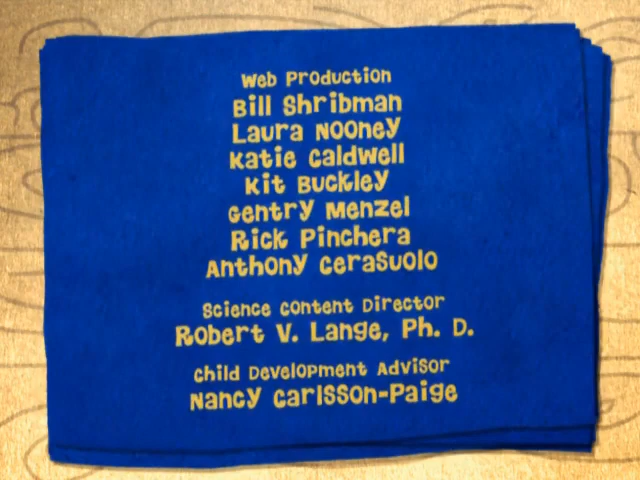 Web Production
Bill Shribman
Laura Nooney
Katie Caldwell
Kit Buckley
Gentry Menzel
Rick Pinchera
Anthony Cerasuolo
Science Content Director
Robert V. Lange, Ph. D.
Child Development Advisor
Nancy Carlsson-Paige